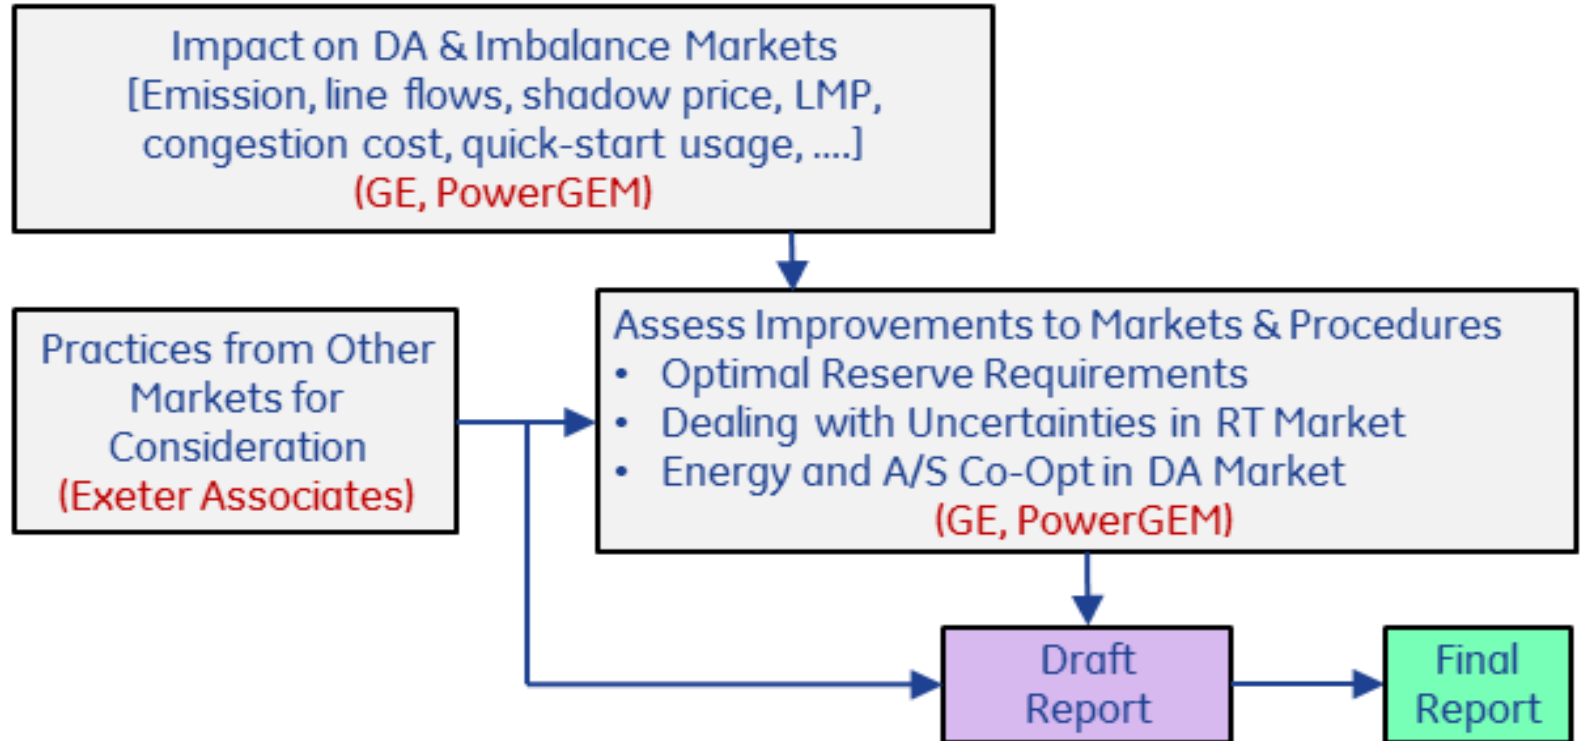 Impact on DA & Imbalance Markets
[Emission, line flows, shadow price, LMP,
congestion cost, quick-start usage, ....]
(GE, PowerGEM)
Practices from Other
Markets for
Consideration
(Exeter Associates)
Assess Improvements to Markets & Procedures
• Optimal Reserve Requirements
• Dealing with Uncertainties in RT Market
• Energy and A/S Co-Opt in DA Market
(GE, PowerGEM)
Draft
Report
Final
Report